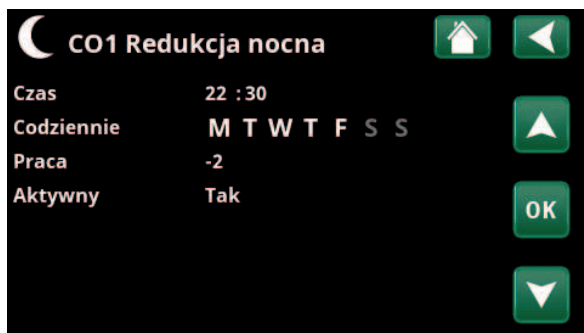 CO1 Redukcja nocna
Czas 22 :30
Codziennie M T W T F S S
Praca -2
Aktywny Tak
OK